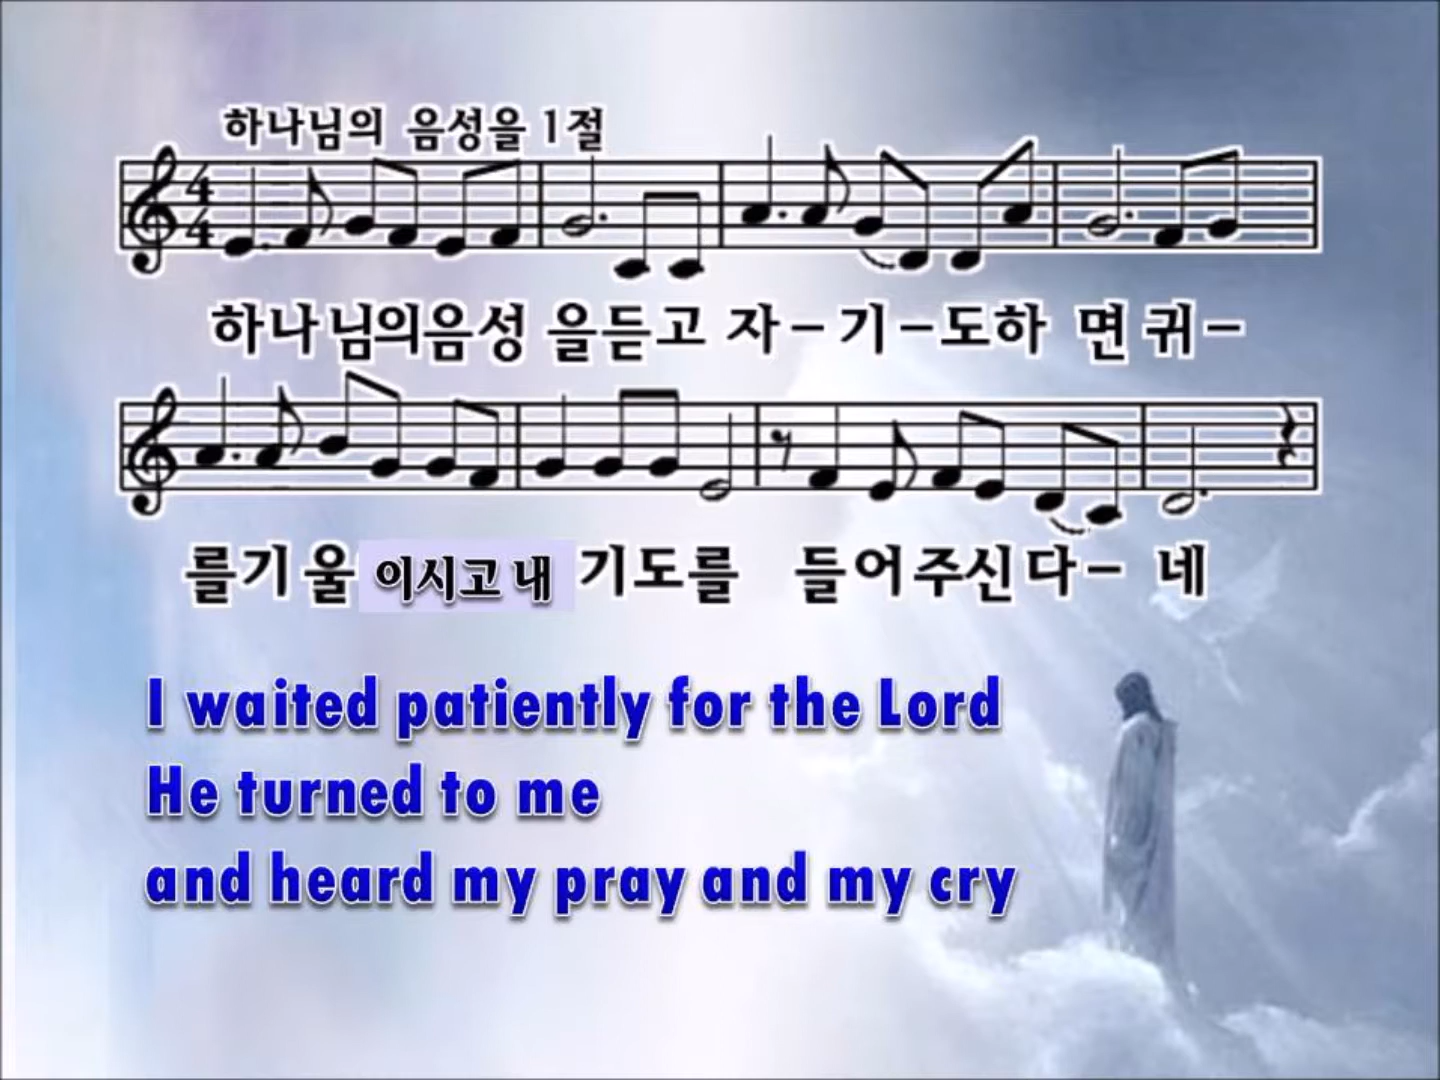 하나님의 음성을 1절
4
4
하나님의음성 을듣고 자-기-도하 면 귀-
를기 울 이시고 내 기도를 들어주신다- 네
I waited patiently for the Lord
He turned to me
and heard my pray and my cry